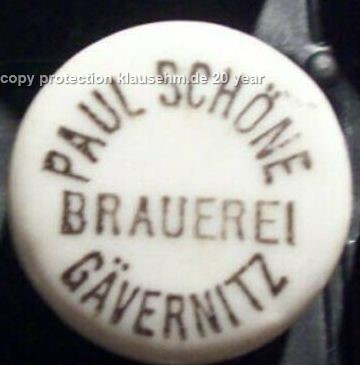 copy protection klausehm.de 20 year
PAUL SCHÖNE
BRAUEREI
GÄVERNITZ